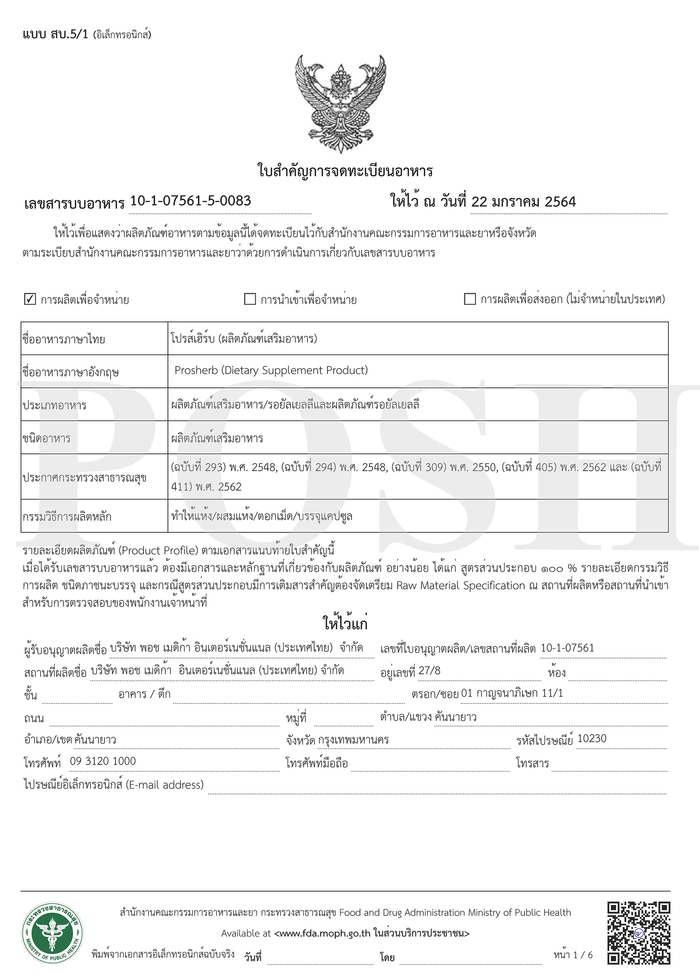 แบบ สบ.5/1 (อิเล็กทรอนิกส์)
ใบสำคัญการจดทะเบียนอาหาร
เลขสารบบอาหาร 10-1-07561-5-0083 ให้ไว้ ณ วันที่ 22 มกราคม 2564
ให้ไว้เพื่อแสดงว่าผลิตภัณฑ์อาหารตามข้อมูลนี้ได้จดทะเบียนไว้กับสำนักงานคณะกรรมการอาหารและยาหรือจังหวัด
ตามระเบียบสำนักงานคณะกรรมการอาหารและยาว่าด้วยการดำเนินการเกี่ยวกับเลขสารบบอาหาร
☑ การผลิตเพื่อจำหน่าย ☐ การนำเข้าเพื่อจำหน่าย ☐ การผลิตเพื่อส่งออก (ไม่จำหน่ายในประเทศ)
ชื่ออาหารภาษาไทย โปรส์เฮิร์บ (ผลิตภัณฑ์เสริมอาหาร)
ชื่ออาหารภาษาอังกฤษ Prosherb (Dietary Supplement Product)
ประเภทอาหาร ผลิตภัณฑ์เสริมอาหาร/รอยัลเยลลีและผลิตภัณฑ์รอยัลเยลลี
ชนิดอาหาร ผลิตภัณฑ์เสริมอาหาร
ประกาศกระทรวงสาธารณสุข (ฉบับที่ 293) พ.ศ. 2548, (ฉบับที่ 294) พ.ศ. 2548, (ฉบับที่ 309) พ.ศ. 2550, (ฉบับที่ 405) พ.ศ. 2562 และ (ฉบับที่
411) พ.ศ. 2562
กรรมวิธีการผลิตหลัก ทำให้แห้ง/ผสมแห้ง/ตอกเม็ด/บรรจุแคปซูล
POSH
รายละเอียดผลิตภัณฑ์ (Product Profile) ตามเอกสารแนบท้ายใบสำคัญนี้
เมื่อได้รับเลขสารบบอาหารแล้ว ต้องมีเอกสารและหลักฐานที่เกี่ยวข้องกับผลิตภัณฑ์ อย่างน้อย ได้แก่ สูตรส่วนประกอบ ๑๐๐ % รายละเอียดกรรมวิธี
การผลิต ชนิดภาชนะบรรจุ และกรณีสูตรส่วนประกอบมีการเติมสารสำคัญต้องจัดเตรียม Raw Material Specification ณ สถานที่ผลิตหรือสถานที่นำเข้า
สำหรับการตรวจสอบของพนักงานเจ้าหน้าที่
ให้ไว้แก่
ผู้รับอนุญาตผลิตชื่อ บริษัท พอช เมดิก้า อินเตอร์เนชั่นแนล (ประเทศไทย) จำกัด เลขที่ใบอนุญาตผลิต/เลขสถานที่ผลิต 10-1-07561
สถานที่ผลิตชื่อ บริษัท พอช เมดิก้า อินเตอร์เนชั่นแนล (ประเทศไทย) จำกัด อยู่เลขที่ 27/8 ห้อง
ชั้น อาคาร / ตึก ตรอก/ซอย 01 กาญจนาภิเษก 11/1
ถนน หมู่ที่ ตำบล/แขวง คันนายาว
อำเภอ/เขต คันนายาว จังหวัด กรุงเทพมหานคร รหัสไปรษณีย์ 10230
โทรศัพท์ 09 3120 1000 โทรศัพท์มือถือ โทรสาร
ไปรษณีย์อิเล็กทรอนิกส์ (E-mail address)
สำนักงานคณะกรรมการอาหารและยา กระทรวงสาธารณสุข Food and Drug Administration Ministry of Public Health
Available at <www.fda.moph.go.th ในส่วนบริการประชาชน>
พิมพ์จากเอกสารอิเล็กทรอนิกส์ฉบับจริง วันที่ โดย หน้า 1 / 6
กระทรวงสาธารณสุข
MINISTRY OF PUBLIC HEALTH